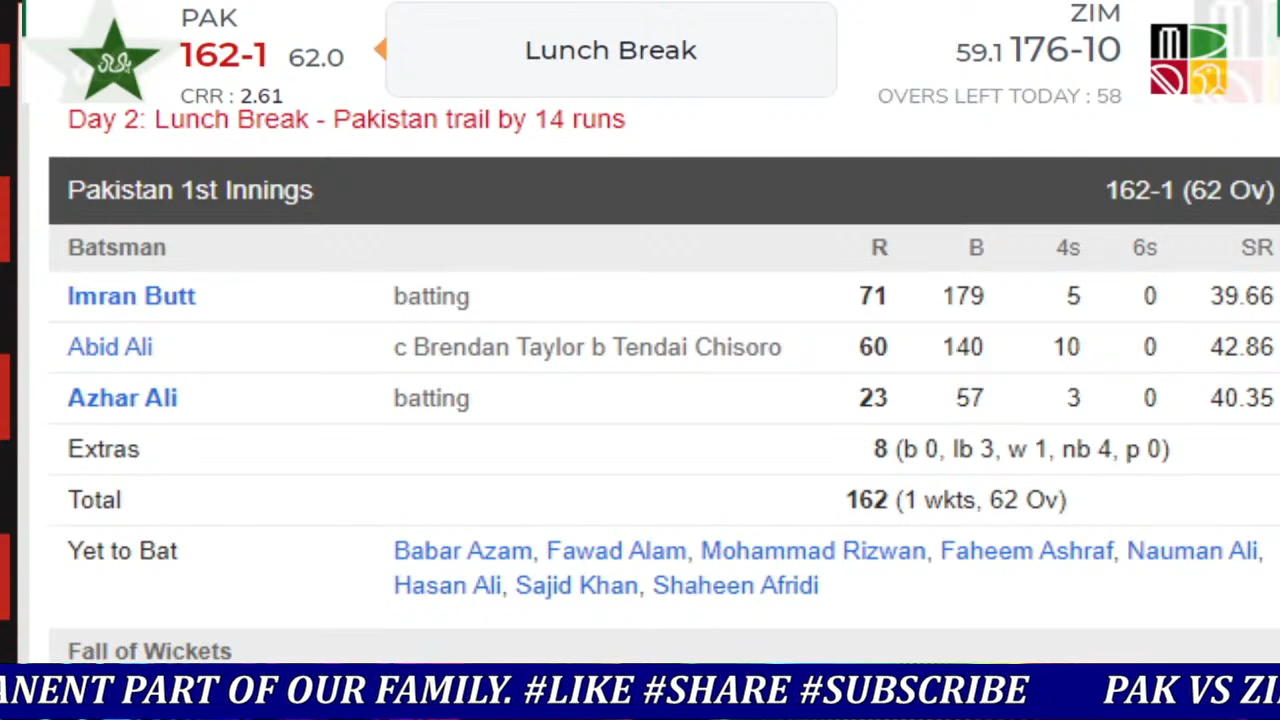 PAK
162-1 62.0
CRR : 2.61
Lunch Break
ZIM
59.1 176-10
OVERS LEFT TODAY : 58
Day 2: Lunch Break - Pakistan trail by 14 runs
Pakistan 1st Innings 162-1 (62 Ov)
Batsman R B 4s 6s SR
Imran Butt batting 71 179 5 0 39.66
Abid Ali c Brendan Taylor b Tendai Chisoro 60 140 10 0 42.86
Azhar Ali batting 23 57 3 0 40.35
Extras 8 (b 0, lb 3, w 1, nb 4, p 0)
Total 162 (1 wkts, 62 Ov)
Yet to Bat Babar Azam, Fawad Alam, Mohammad Rizwan, Faheem Ashraf, Nauman Ali,
Hasan Ali, Sajid Khan, Shaheen Afridi
Fall of Wickets
ANENT PART OF OUR FAMILY. #LIKE #SHARE #SUBSCRIBE PAK VS ZI